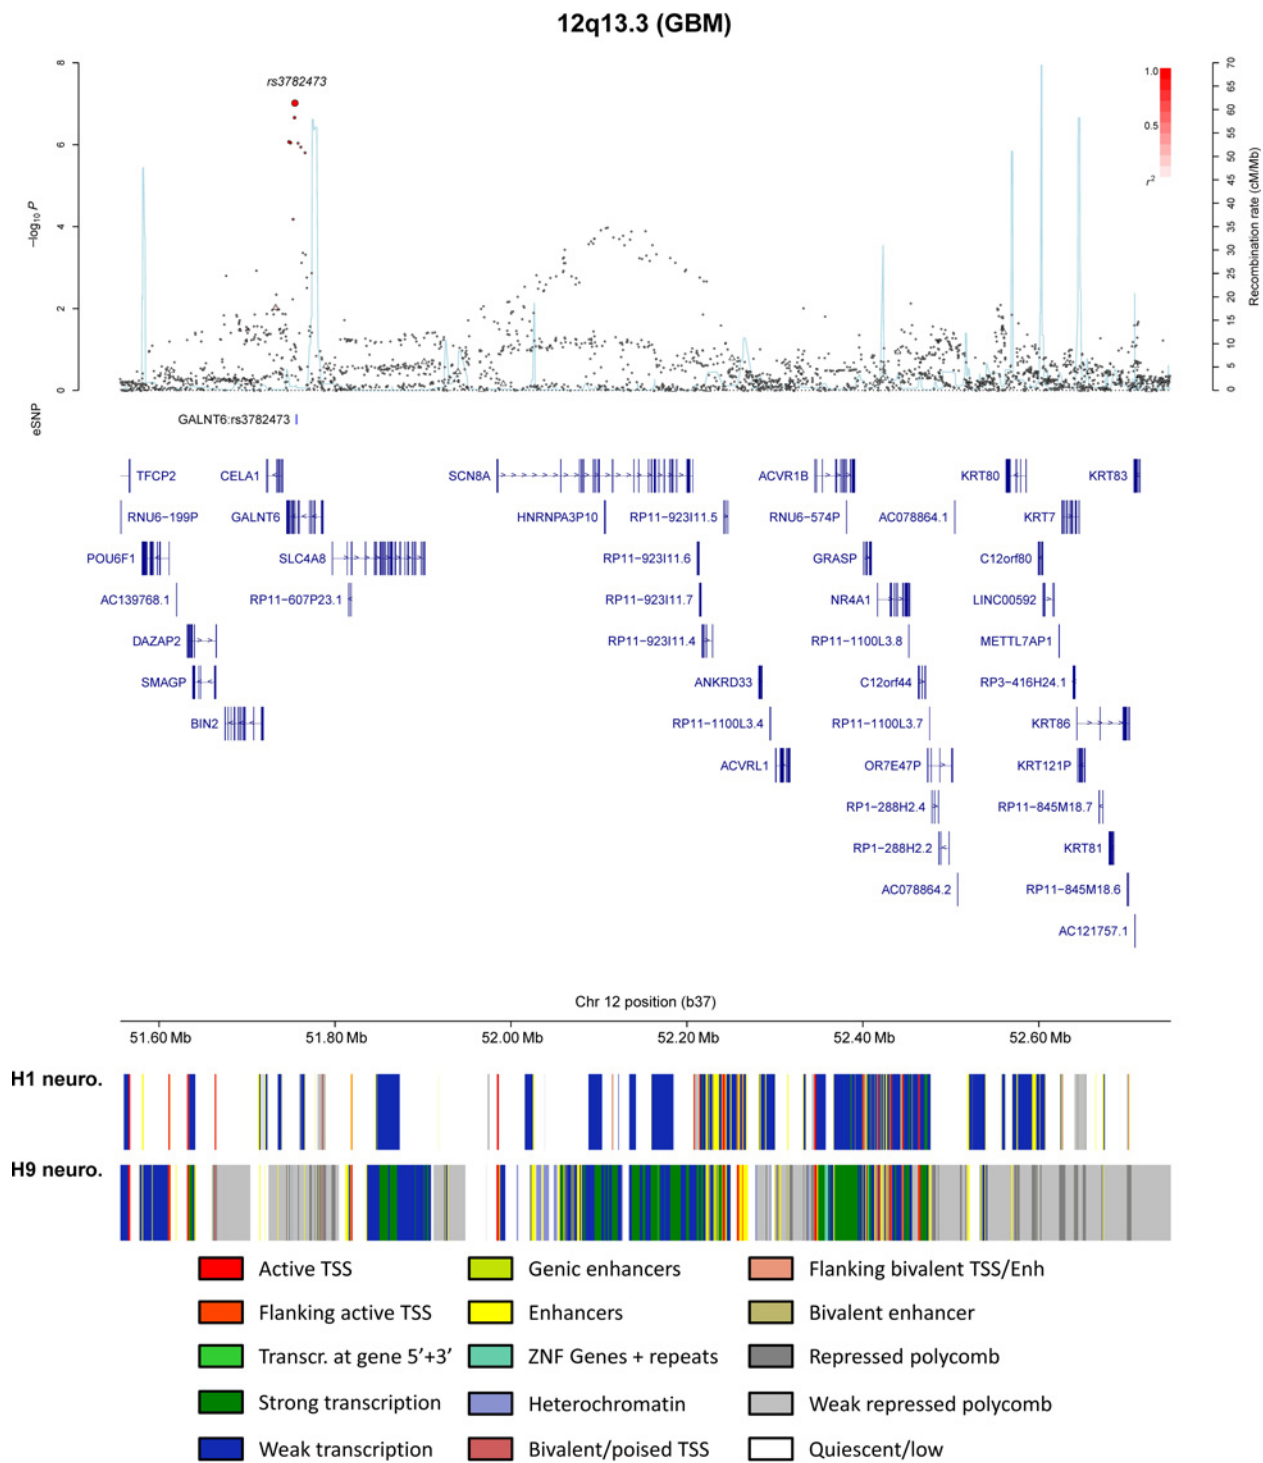 12q13.3 (GBM)
8
6
4
2
0
−log10 P
rs3782473
1.0
0.5
r2
70
65
60
55
50
45
40
35
30
25
20
15
10
5
0
Recombination rate (cM/Mb)
eSNP
GALNT6:rs3782473
TFCP2 CELA1 SCN8A ACVR1B KRT80 KRT83
RNU6−199P GALNT6 HNRNPA3P10 RP11−923I11.5 RNU6−574P AC078864.1 KRT7
POU6F1 SLC4A8 RP11−923I11.6 GRASP C12orf80
AC139768.1 RP11−607P23.1 RP11−923I11.7 NR4A1 LINC00592
DAZAP2 RP11−923I11.4 RP11−1100L3.8 METTL7AP1
SMAGP ANKRD33 C12orf44 RP3−416H24.1
BIN2 RP11−1100L3.4 RP11−1100L3.7 KRT86
ACVRL1 OR7E47P KRT121P
RP1−288H2.4 RP11−845M18.7
RP1−288H2.2 KRT81
AC078864.2 RP11−845M18.6
AC121757.1
Chr 12 position (b37)
51.60 Mb 51.80 Mb 52.00 Mb 52.20 Mb 52.40 Mb 52.60 Mb
H1 neuro.
H9 neuro.
Active TSS Genic enhancers Flanking bivalent TSS/Enh
Flanking active TSS Enhancers Bivalent enhancer
Transcr. at gene 5’+3’ ZNF Genes + repeats Repressed polycomb
Strong transcription Heterochromatin Weak repressed polycomb
Weak transcription Bivalent/poised TSS Quiescent/low